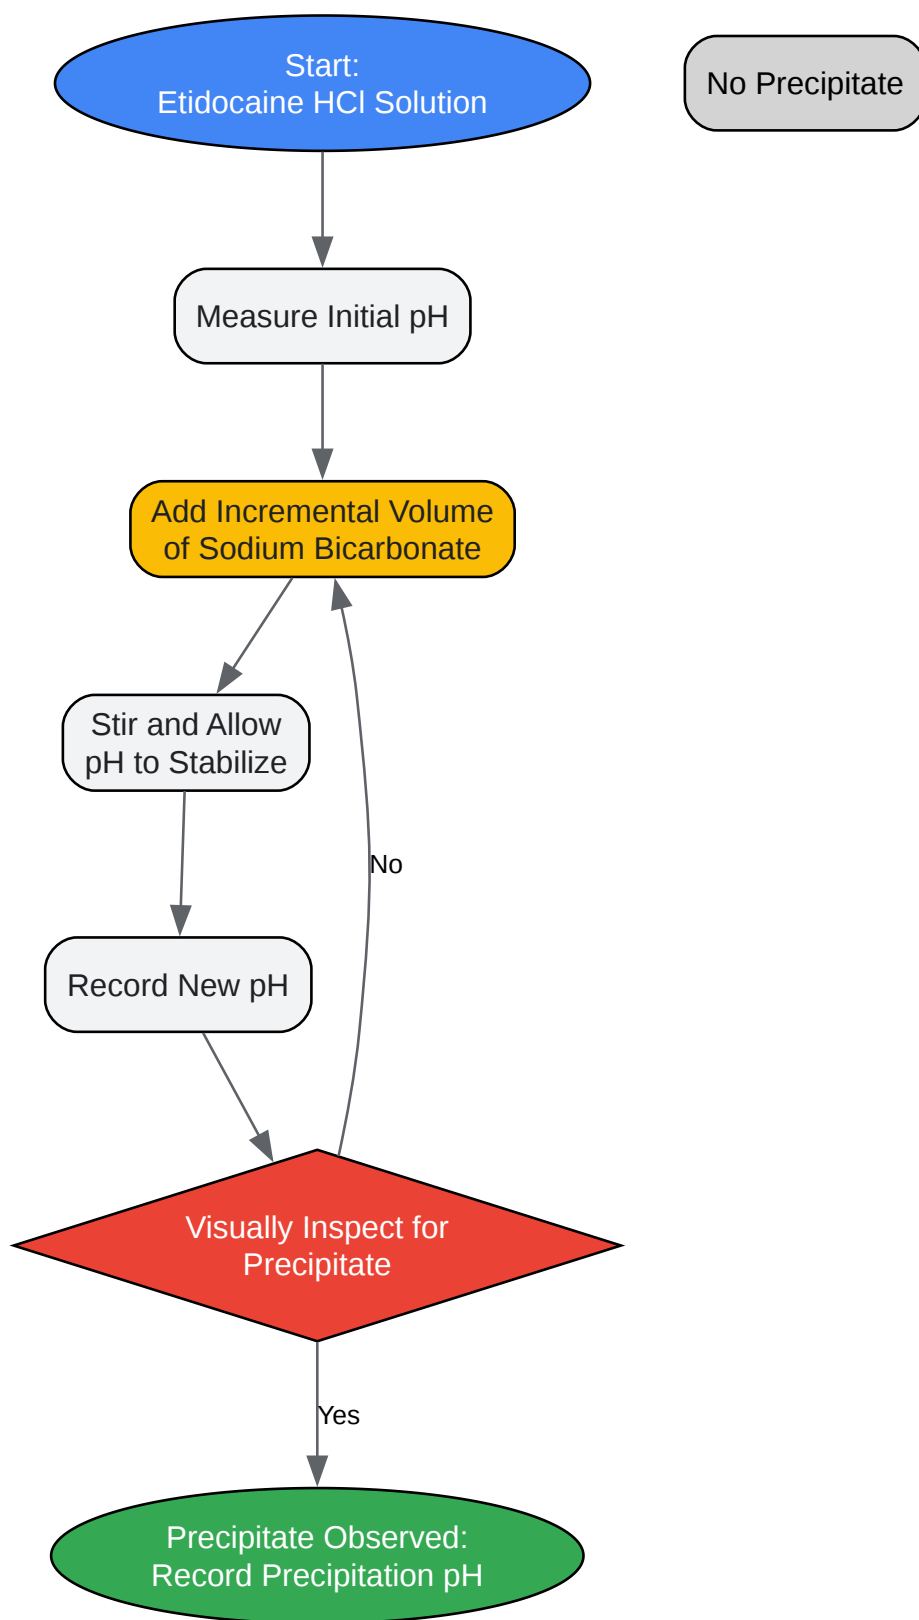 Start:
Etidocaine HCl Solution
No Precipitate
Measure Initial pH
Add Incremental Volume
of Sodium Bicarbonate
Stir and Allow
pH to Stabilize
No
Record New pH
Visually Inspect for
Precipitate
Yes
Precipitate Observed:
Record Precipitation pH